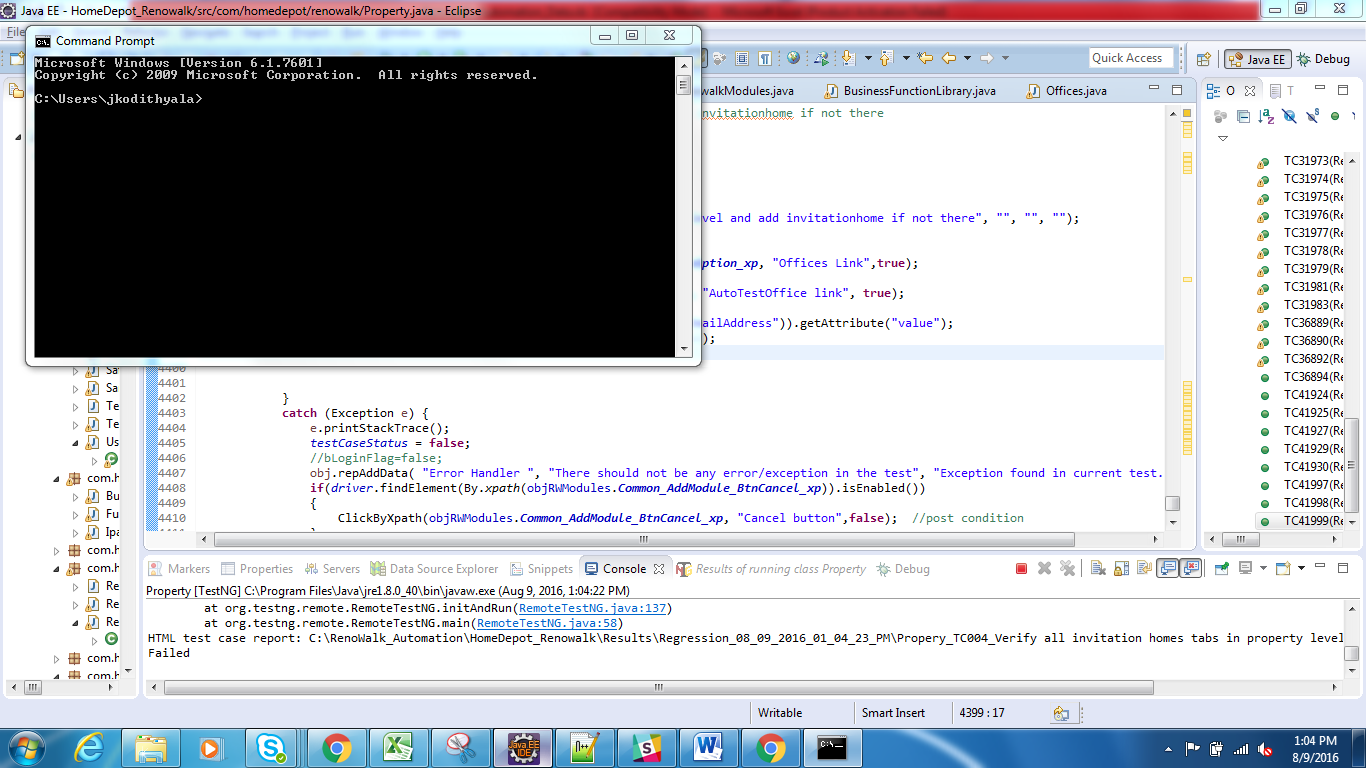 Java EE - HomeDepot_Renowalk/src/com/homedepot/renowalk/Property.java - Eclipse
Command Prompt
Microsoft Windows [Version 6.1.7601]
Copyright (c) 2009 Microsoft Corporation.  All rights reserved.
C:\Users\jkodithyala>
Quick Access
Java EE
Debug
walkModules.java
BusinessFunctionLibrary.java
Offices.java
O
T
nvitationhome if not there
vel and add invitationhome if not there", "", "", "");
ption_xp, "Offices Link",true);
"AutoTestOffice link", true);
ailAddress")).getAttribute("value");
);
4400
4401
4402 }
4403 catch (Exception e) {
4404 e.printStackTrace();
4405 testCaseStatus = false;
4406 //bLoginFlag=false;
4407 obj.repAddData( "Error Handler ", "There should not be any error/exception in the test", "Exception found in current test.
4408 if(driver.findElement(By.xpath(objRWModules.Common_AddModule_BtnCancel_xp)).isEnabled())
4409 {
4410 ClickByXpath(objRWModules.Common_AddModule_BtnCancel_xp, "Cancel button",false);  //post condition
Sa
Te
Te
Us
com.h
Bu
Fu
Ipa
com.h
com.h
Re
Re
Re
com.h
com.h
TC31973(Re
TC31974(Re
TC31975(Re
TC31976(Re
TC31977(Re
TC31978(Re
TC31979(Re
TC31981(Re
TC31983(Re
TC36889(Re
TC36890(Re
TC36892(Re
TC36894(Re
TC41924(Re
TC41925(Re
TC41927(Re
TC41929(Re
TC41930(Re
TC41997(Re
TC41998(Re
TC41999(Re
Markers
Properties
Servers
Data Source Explorer
Snippets
Console
Results of running class Property
Debug
Property [TestNG] C:\Program Files\Java\jre1.8.0_40\bin\javaw.exe (Aug 9, 2016, 1:04:22 PM)
at org.testng.remote.RemoteTestNG.initAndRun(RemoteTestNG.java:137)
at org.testng.remote.RemoteTestNG.main(RemoteTestNG.java:58)
HTML test case report: C:\RenoWalk_Automation\HomeDepot_Renowalk\Results\Regression_08_09_2016_01_04_23_PM\Propery_TC004_Verify all invitation homes tabs in property level
Failed
Writable
Smart Insert
4399 : 17
Java EE
IDE
1:04 PM
8/9/2016